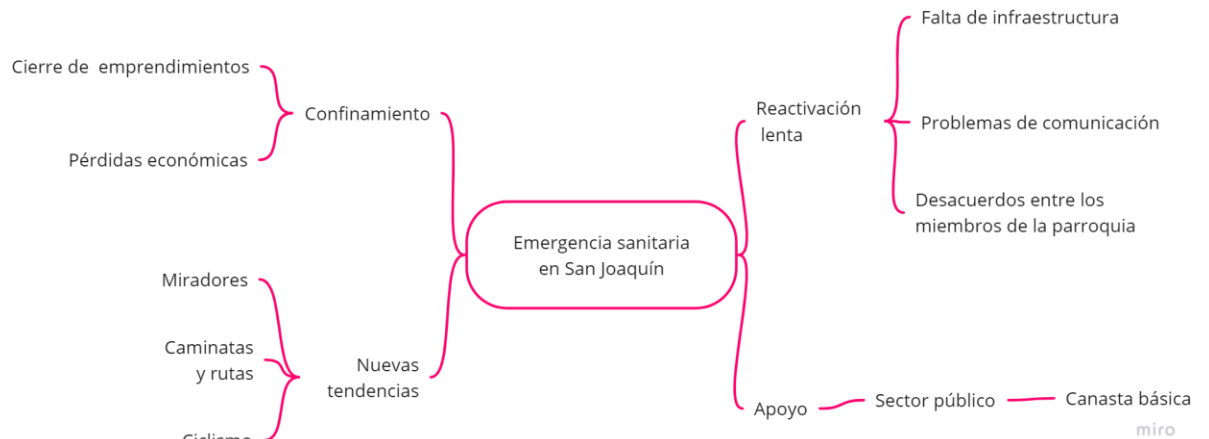 Falta de infraestructura
Cierre de emprendimientos
Confinamiento
Reactivación
lenta
Problemas de comunicación
Pérdidas económicas
Desacuerdos entre los
miembros de la parroquia
Emergencia sanitaria
en San Joaquín
Miradores
Caminatas
y rutas
Nuevas
tendencias
Ciclismo
Apoyo
Sector público
Canasta básica
miro